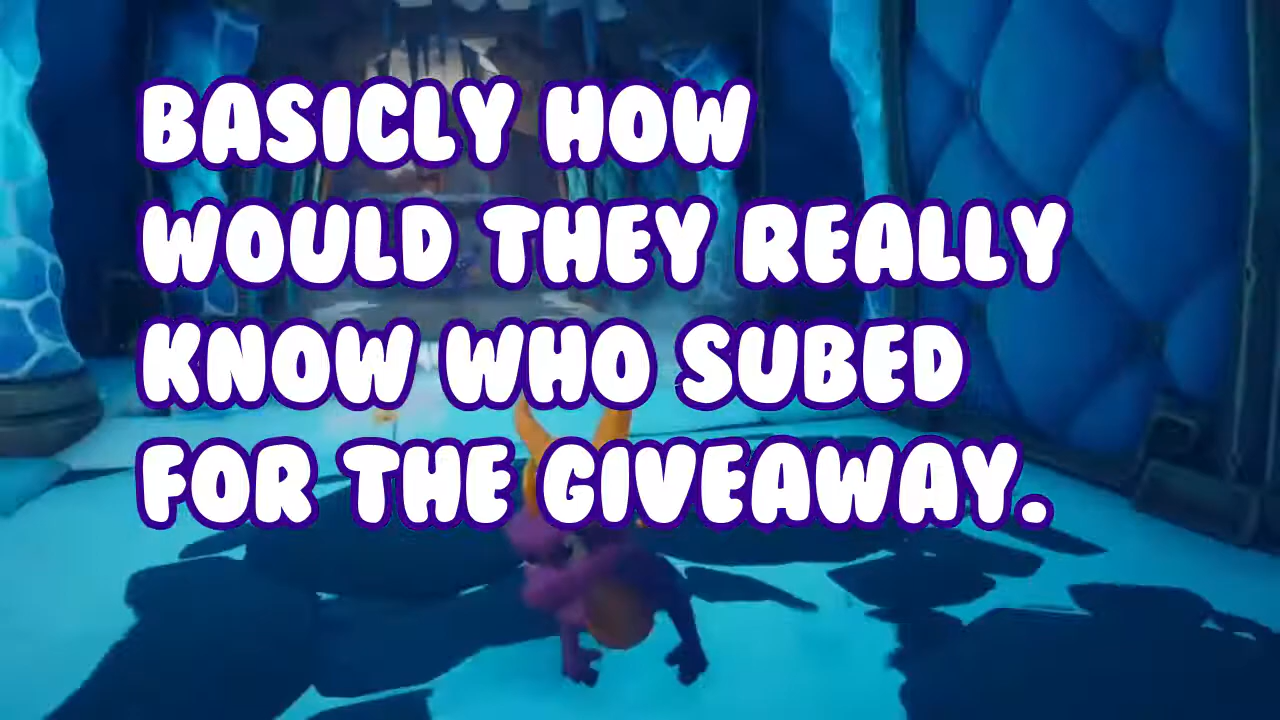 BASICLY HOW
WOULD THEY REALLY
KNOW WHO SUBED
FOR THE GIVEAWAY.